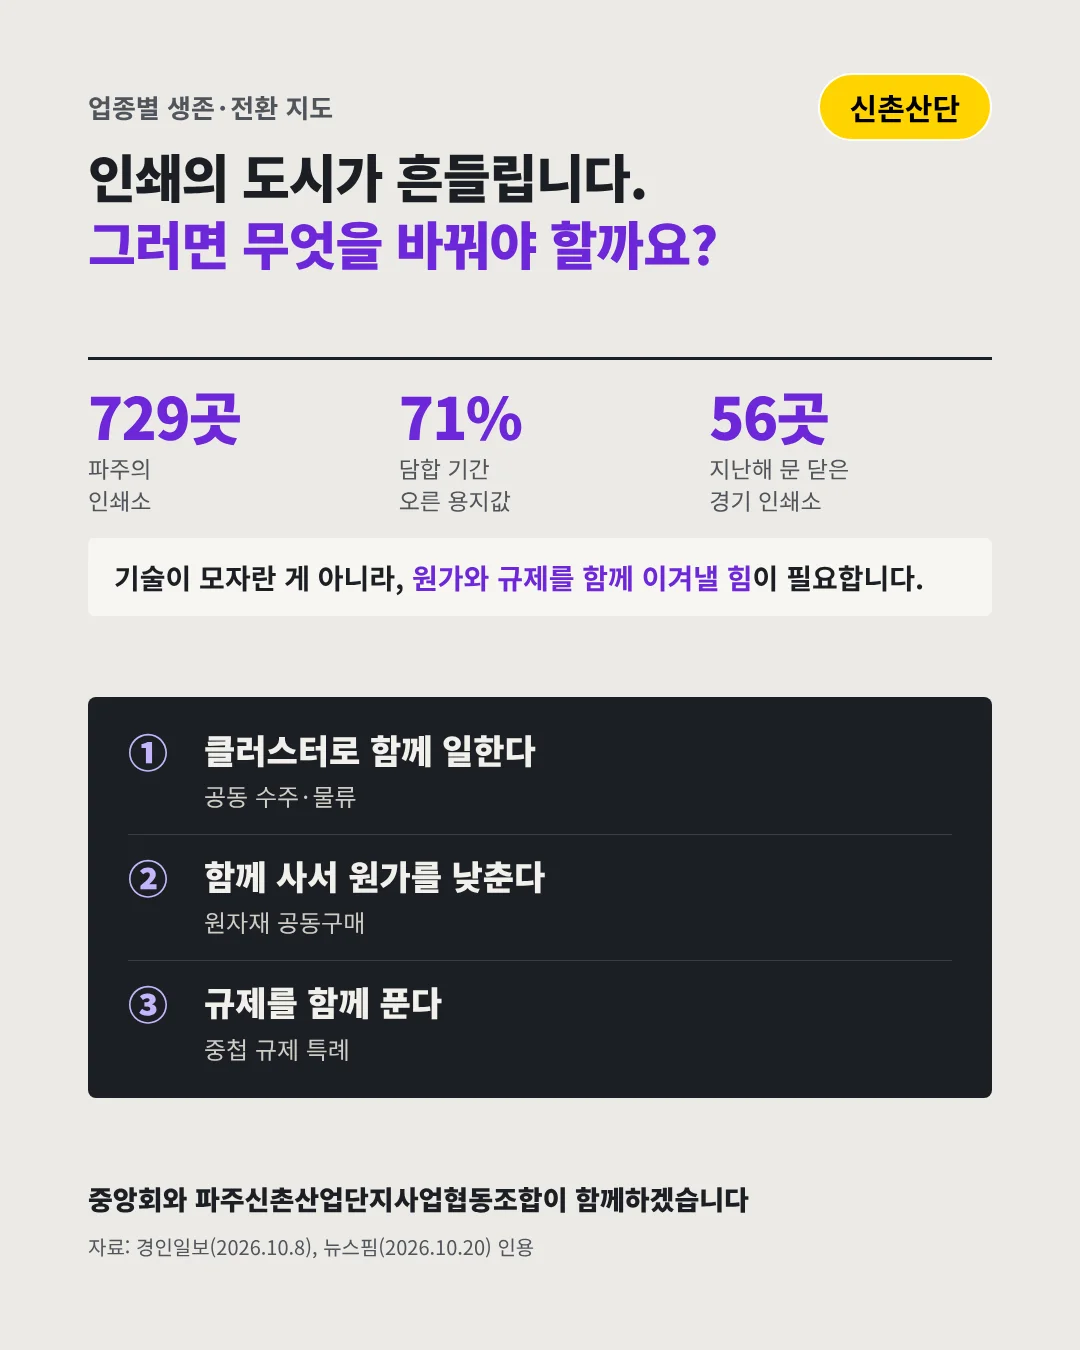 업종별 생존·전환 지도
신촌산단
인쇄의 도시가 흔들립니다.
그러면 무엇을 바꿔야 할까요?
729곳
파주의
인쇄소
71%
담합 기간
오른 용지값
56곳
지난해 문 닫은
경기 인쇄소
기술이 모자란 게 아니라, 원가와 규제를 함께 이겨낼 힘이 필요합니다.
① 클러스터로 함께 일한다
공동 수주·물류
② 함께 사서 원가를 낮춘다
원자재 공동구매
③ 규제를 함께 푼다
중첩 규제 특례
중앙회와 파주신촌산업단지사업협동조합이 함께하겠습니다
자료: 경인일보(2026.10.8), 뉴스핌(2026.10.20) 인용